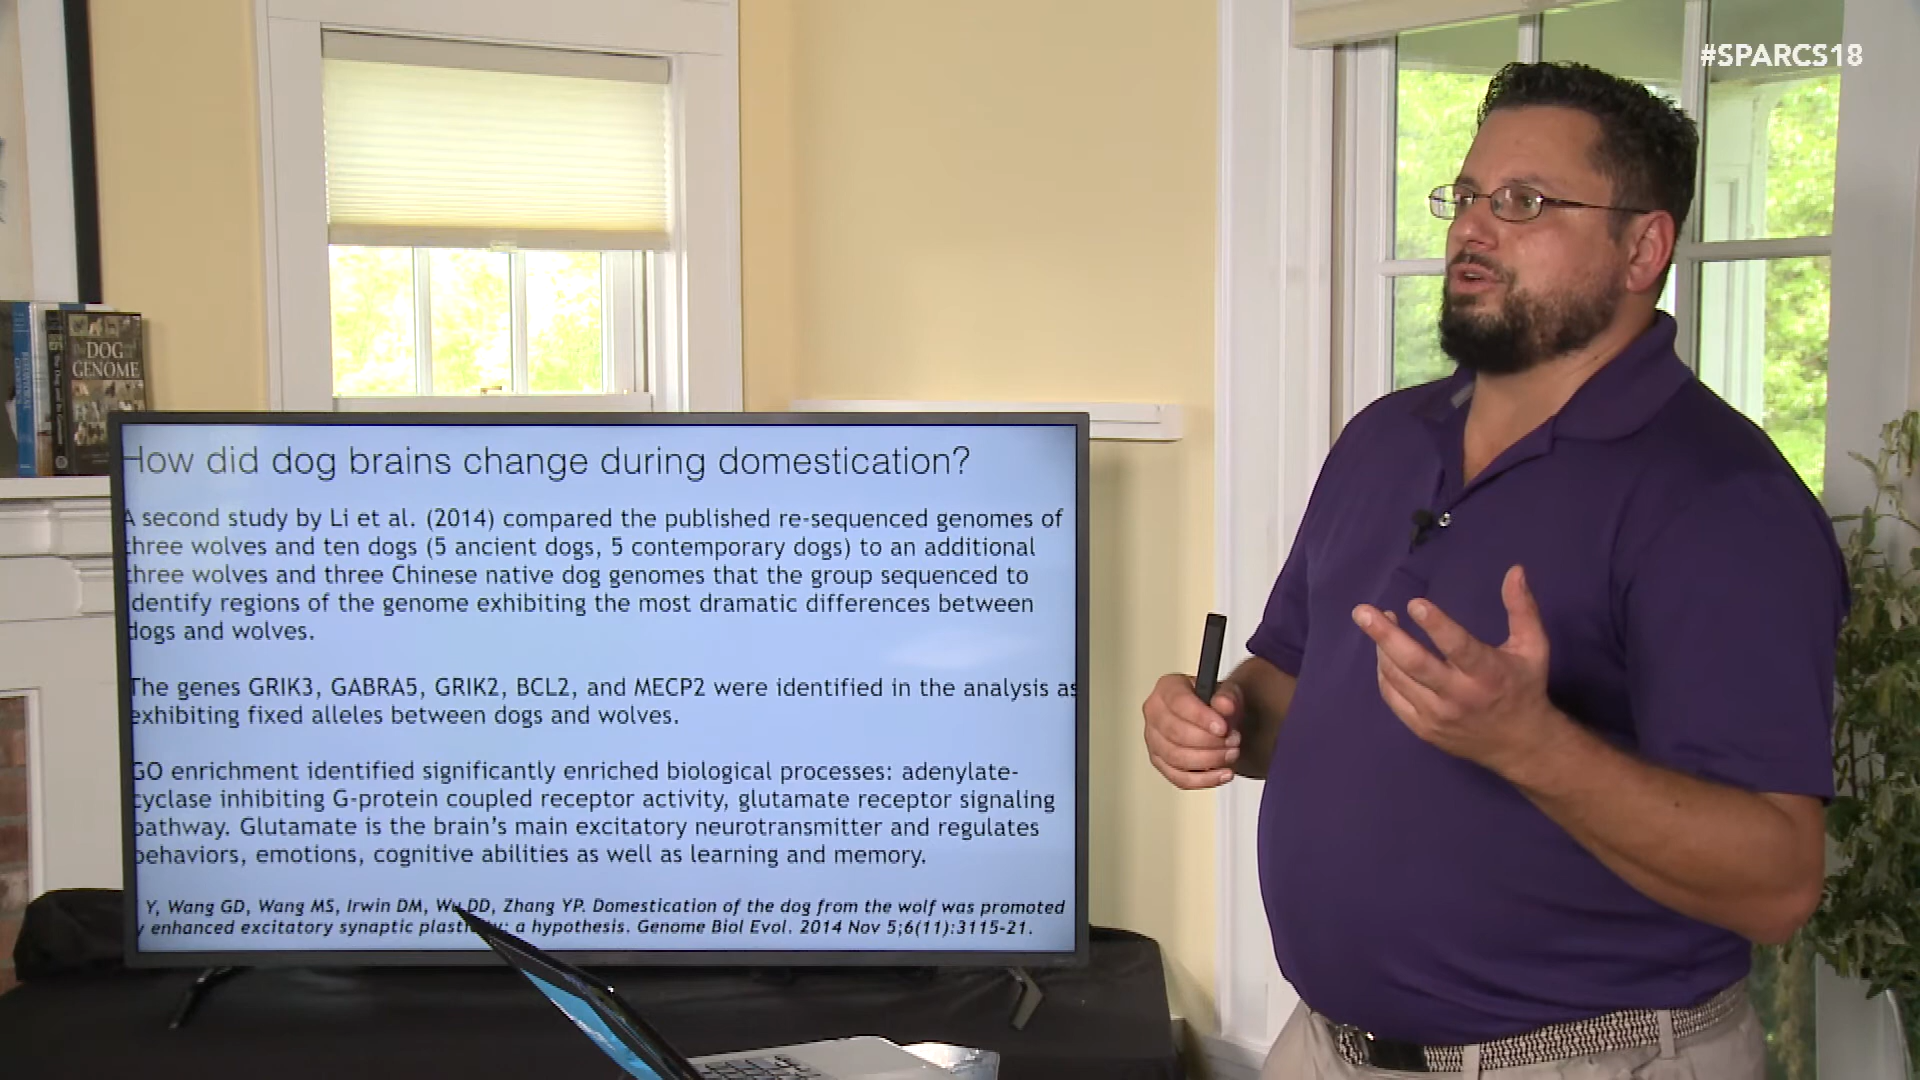 #SPARCS18
DOG
GENOME
How did dog brains change during domestication?
A second study by Li et al. (2014) compared the published re-sequenced genomes of
three wolves and ten dogs (5 ancient dogs, 5 contemporary dogs) to an additional
three wolves and three Chinese native dog genomes that the group sequenced to
identify regions of the genome exhibiting the most dramatic differences between
dogs and wolves.
The genes GRIK3, GABRA5, GRIK2, BCL2, and MECP2 were identified in the analysis as
exhibiting fixed alleles between dogs and wolves.
GO enrichment identified significantly enriched biological processes: adenylate-
cyclase inhibiting G-protein coupled receptor activity, glutamate receptor signaling
pathway. Glutamate is the brain's main excitatory neurotransmitter and regulates
behaviors, emotions, cognitive abilities as well as learning and memory.
Y, Wang GD, Wang MS, Irwin DM, Wu DD, Zhang YP. Domestication of the dog from the wolf was promoted
y enhanced excitatory synaptic plasticity: a hypothesis. Genome Biol Evol. 2014 Nov 5;6(11):3115-21.